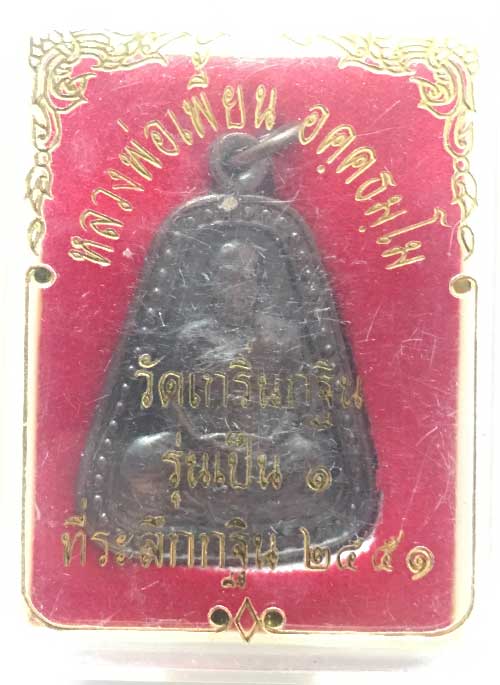 หลวงพ่อเพี้ยน อคฺคธมฺโม
วัดเกริ่นกฐิน
รุ่นเป็น ๑
ที่ระลึกกฐิน ๒๕๕๑